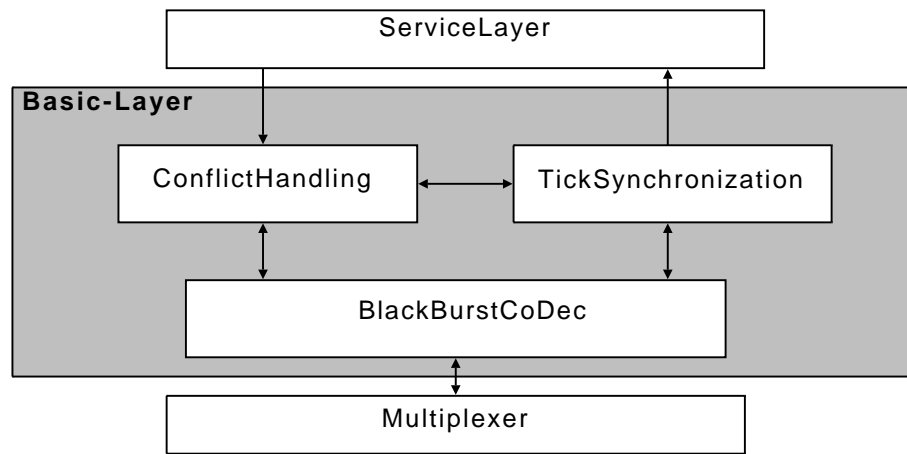 ServiceLayer
Basic-Layer
ConflictHandling
TickSynchronization
BlackBurstCoDec
Multiplexer